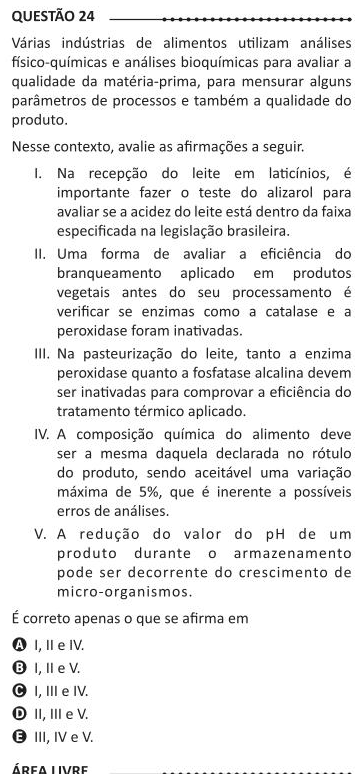 QUESTÃO 24
Várias indústrias de alimentos utilizam análises
físico-químicas e análises bioquímicas para avaliar a
qualidade da matéria-prima, para mensurar alguns
parâmetros de processos e também a qualidade do
produto.
Nesse contexto, avalie as afirmações a seguir.
I. Na recepção do leite em laticínios, é
importante fazer o teste do alizarol para
avaliar se a acidez do leite está dentro da faixa
especificada na legislação brasileira.
II. Uma forma de avaliar a eficiência do
branqueamento aplicado em produtos
vegetais antes do seu processamento é
verificar se enzimas como a catalase e a
peroxidase foram inativadas.
III. Na pasteurização do leite, tanto a enzima
peroxidase quanto a fosfatase alcalina devem
ser inativadas para comprovar a eficiência do
tratamento térmico aplicado.
IV. A composição química do alimento deve
ser a mesma daquela declarada no rótulo
do produto, sendo aceitável uma variação
máxima de 5%, que é inerente a possíveis
erros de análises.
V. A redução do valor do pH de um
produto durante o armazenamento
pode ser decorrente do crescimento de
micro-organismos.
É correto apenas o que se afirma em
A I, II e IV.
B I, II e V.
C I, III e IV.
D II, III e V.
E III, IV e V.
ÁREA LIVRE